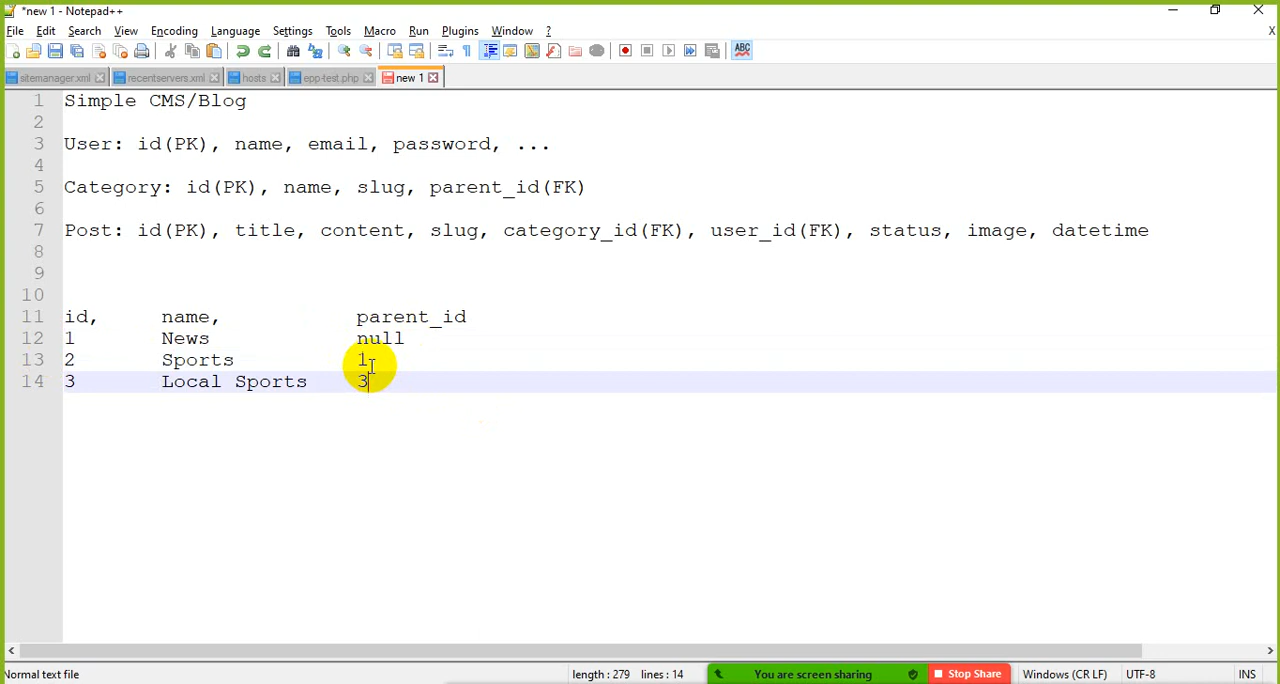 *new 1 - Notepad++
File Edit Search View Encoding Language Settings Tools Macro Run Plugins Window ? X
ABC
sitemanager.xml recentservers.xml hosts epp-test.php new 1
1 Simple CMS/Blog
2
3 User: id(PK), name, email, password, ...
4
5 Category: id(PK), name, slug, parent_id(FK)
6
7 Post: id(PK), title, content, slug, category_id(FK), user_id(FK), status, image, datetime
8
9
10
11 id, name, parent_id
12 1 News null
13 2 Sports 1
14 3 Local Sports 3
Normal text file length : 279 lines : 14 You are screen sharing Stop Share Windows (CR LF) UTF-8 INS